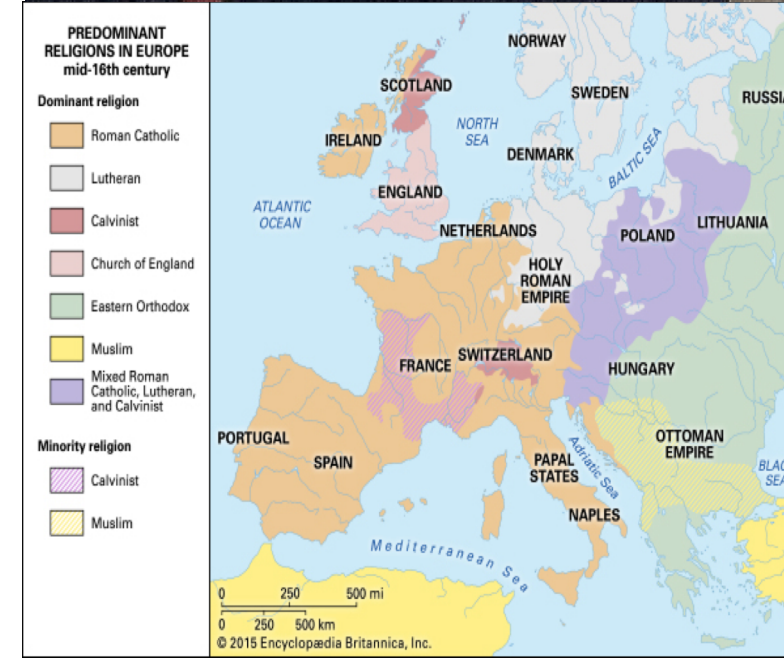 PREDOMINANT
RELIGIONS IN EUROPE
mid-16th century
Dominant religion
Roman Catholic
Lutheran
Calvinist
Church of England
Eastern Orthodox
Muslim
Mixed Roman
Catholic, Lutheran,
and Calvinist
Minority religion
Calvinist
Muslim
NORWAY
SWEDEN
RUSSIA
SCOTLAND
NORTH
SEA
IRELAND
DENMARK
BALTIC SEA
ENGLAND
ATLANTIC
OCEAN
NETHERLANDS
POLAND
LITHUANIA
HOLY
ROMAN
EMPIRE
FRANCE
SWITZERLAND
HUNGARY
PORTUGAL
SPAIN
PAPAL
STATES
Adriatic Sea
OTTOMAN
EMPIRE
BLAC
SEA
NAPLES
Mediterranean Sea
0 250 500 mi
0 250 500 km
© 2015 Encyclopædia Britannica, Inc.